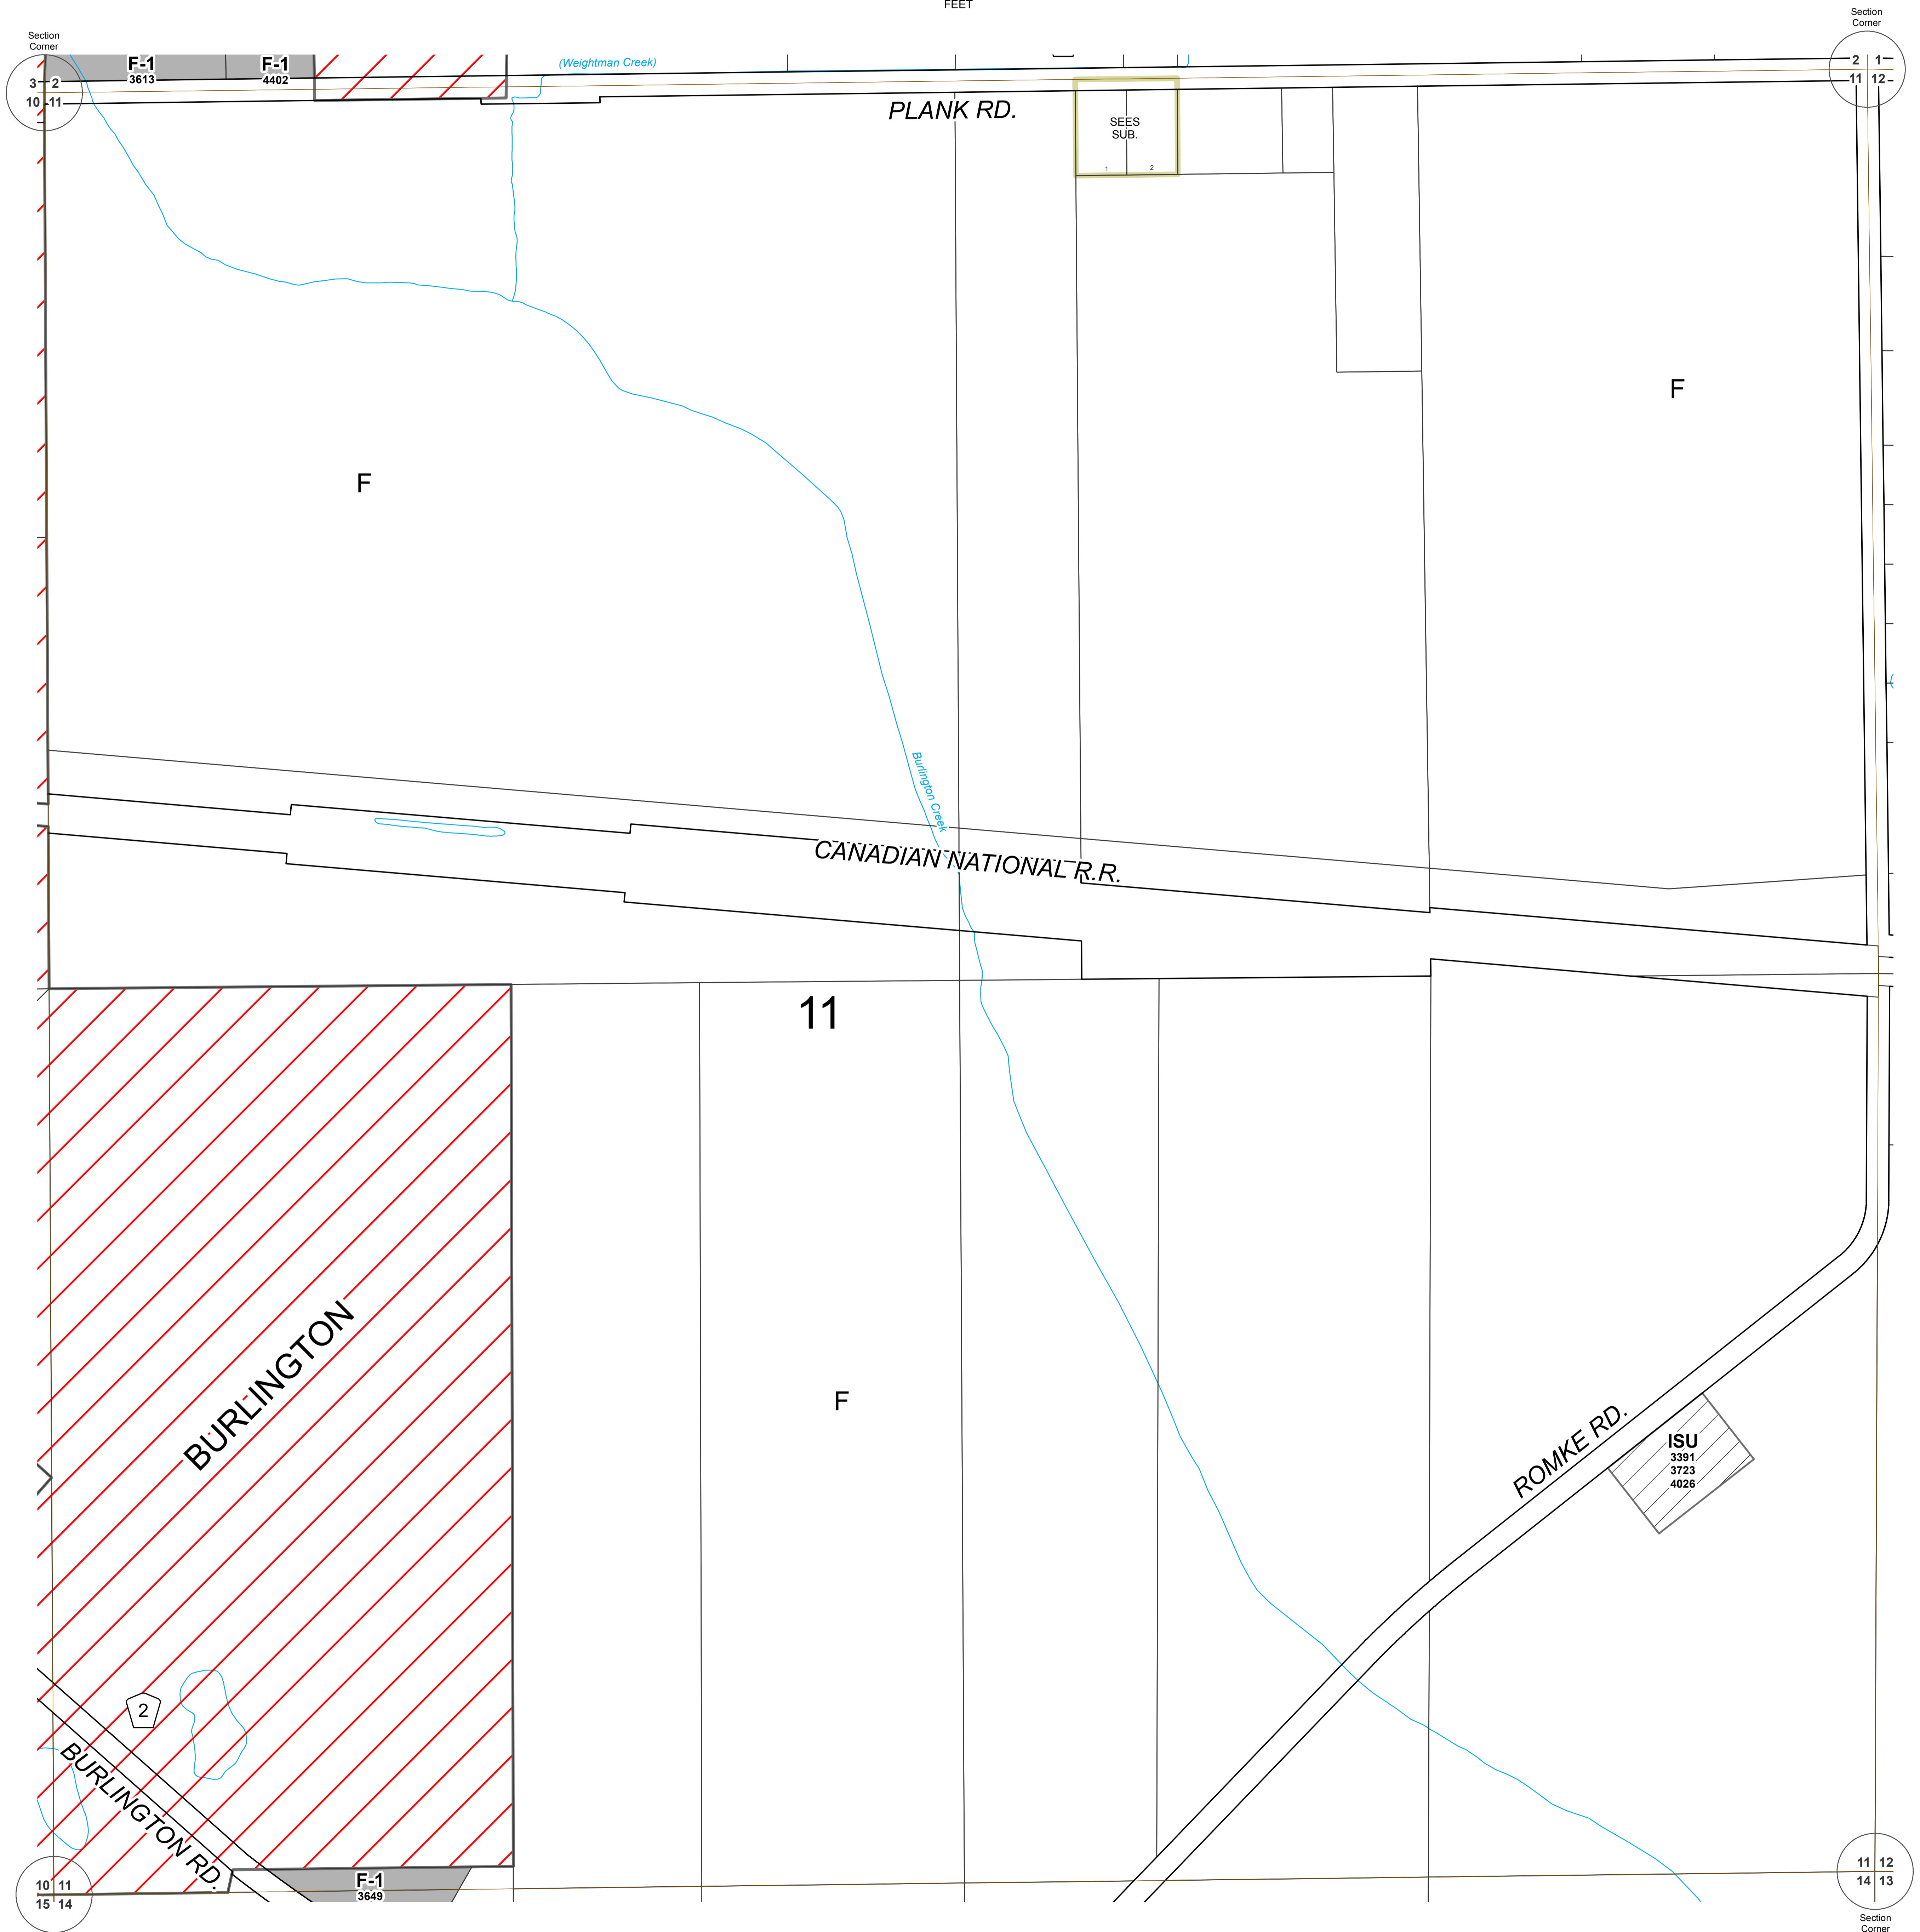 FEET
Section
Corner
Section
Corner
F-1
3613
F-1
4402
(Weightman Creek)
3 2
10 11
2 1
11 12
PLANK RD.
SEES
SUB.
1 2
F
F
Burlington Creek
CANADIAN NATIONAL R.R.
11
BURLINGTON
F
ROMKE RD.
ISU
3391
3723
4026
2
BURLINGTON RD.
F-1
3649
10 11
15 14
11 12
14 13
Section
Corner